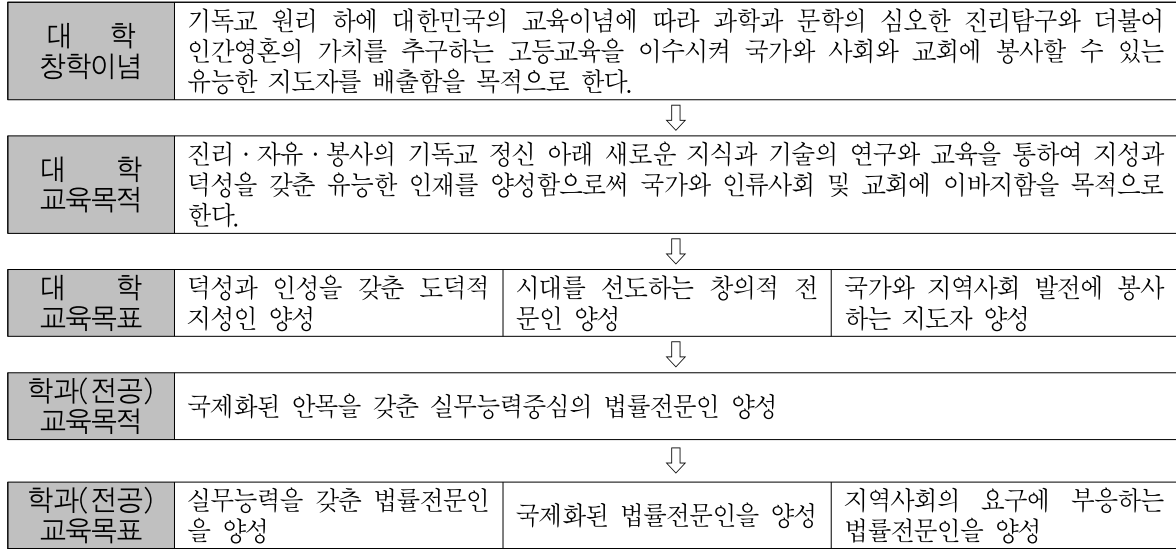 대 학
창학이념
기독교 원리 하에 대한민국의 교육이념에 따라 과학과 문학의 심오한 진리탐구와 더불어
인간영혼의 가치를 추구하는 고등교육을 이수시켜 국가와 사회와 교회에 봉사할 수 있는
유능한 지도자를 배출함을 목적으로 한다.
⇩
대 학
교육목적
진리·자유·봉사의 기독교 정신 아래 새로운 지식과 기술의 연구와 교육을 통하여 지성과
덕성을 갖춘 유능한 인재를 양성함으로써 국가와 인류사회 및 교회에 이바지함을 목적으로
한다.
⇩
대 학
교육목표
덕성과 인성을 갖춘 도덕적
지성인 양성
시대를 선도하는 창의적 전
문인 양성
국가와 지역사회 발전에 봉사
하는 지도자 양성
⇩
학과(전공)
교육목적
국제화된 안목을 갖춘 실무능력중심의 법률전문인 양성
⇩
학과(전공)
교육목표
실무능력을 갖춘 법률전문인
을 양성
국제화된 법률전문인을 양성
지역사회의 요구에 부응하는
법률전문인을 양성